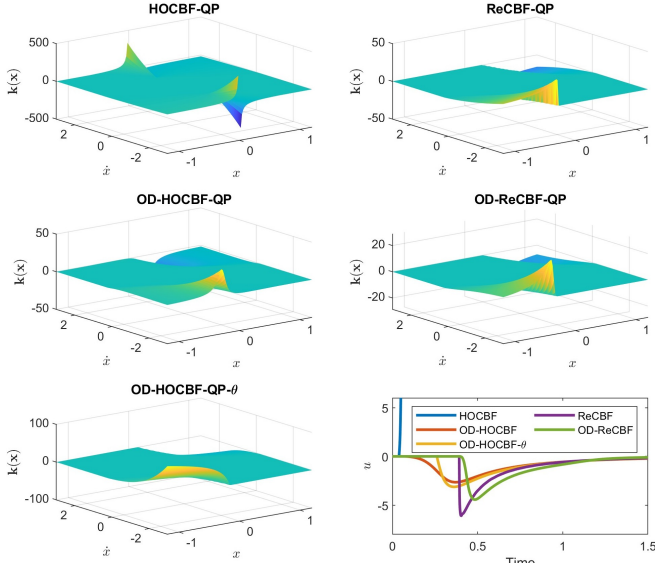 HOCBF-QP
500
0
-500
k(x)
2
0
-2
ẋ
-1
0
1
x
ReCBF-QP
50
0
-50
k(x)
2
0
-2
ẋ
-1
0
1
x
OD-HOCBF-QP
50
0
-50
k(x)
2
0
-2
ẋ
-1
0
1
x
OD-ReCBF-QP
20
0
-20
k(x)
2
0
-2
ẋ
-1
0
1
x
OD-HOCBF-QP-θ
100
0
-100
k(x)
2
0
-2
ẋ
-1
0
1
x
HOCBF
OD-HOCBF
OD-HOCBF-θ
ReCBF
OD-ReCBF
5
0
-5
u
0
0.5
1
1.5
Time